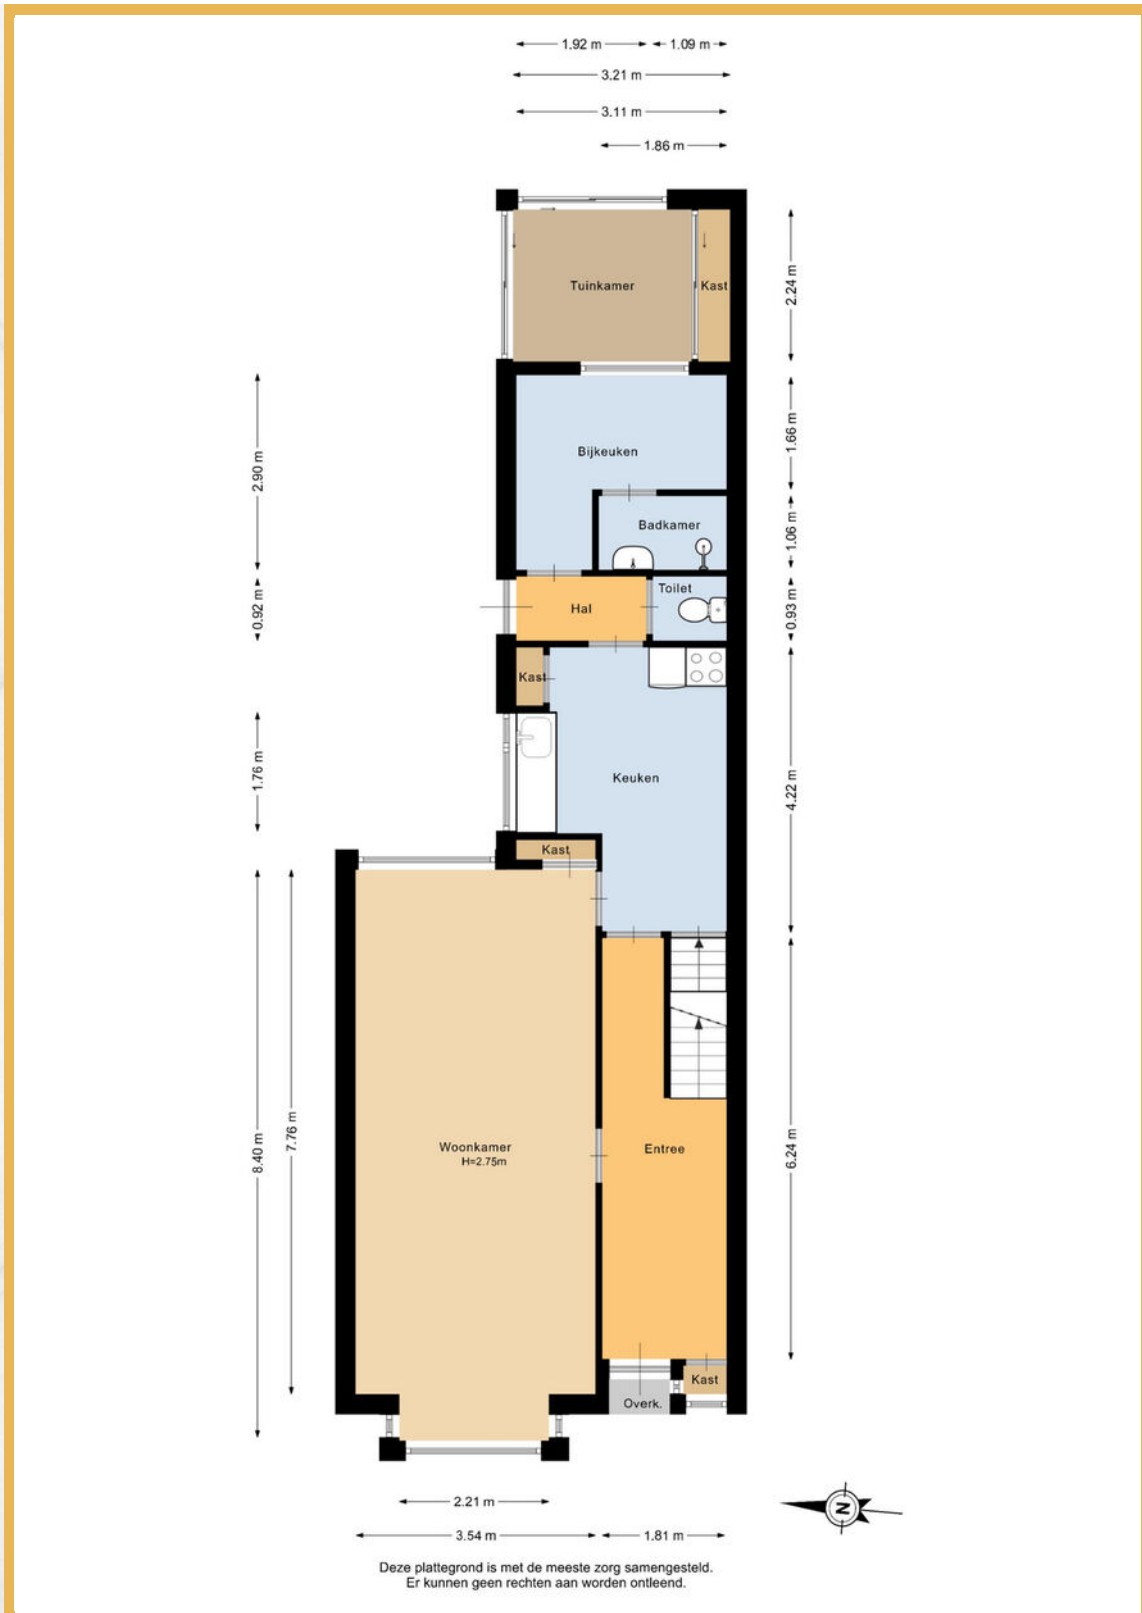 1.92 m
1.09 m
3.21 m
3.11 m
1.86 m
Tuinkamer
Kast
2.24 m
Bijkeuken
2.90 m
1.66 m
Badkamer
1.06 m
Toilet
Hal
0.92 m
0.93 m
Kast
Keuken
1.76 m
4.22 m
Kast
Woonkamer
H=2.75m
Entree
8.40 m
7.76 m
6.24 m
Kast
Overk.
2.21 m
N
3.54 m
1.81 m
Deze plattegrond is met de meeste zorg samengesteld.
Er kunnen geen rechten aan worden ontleend.